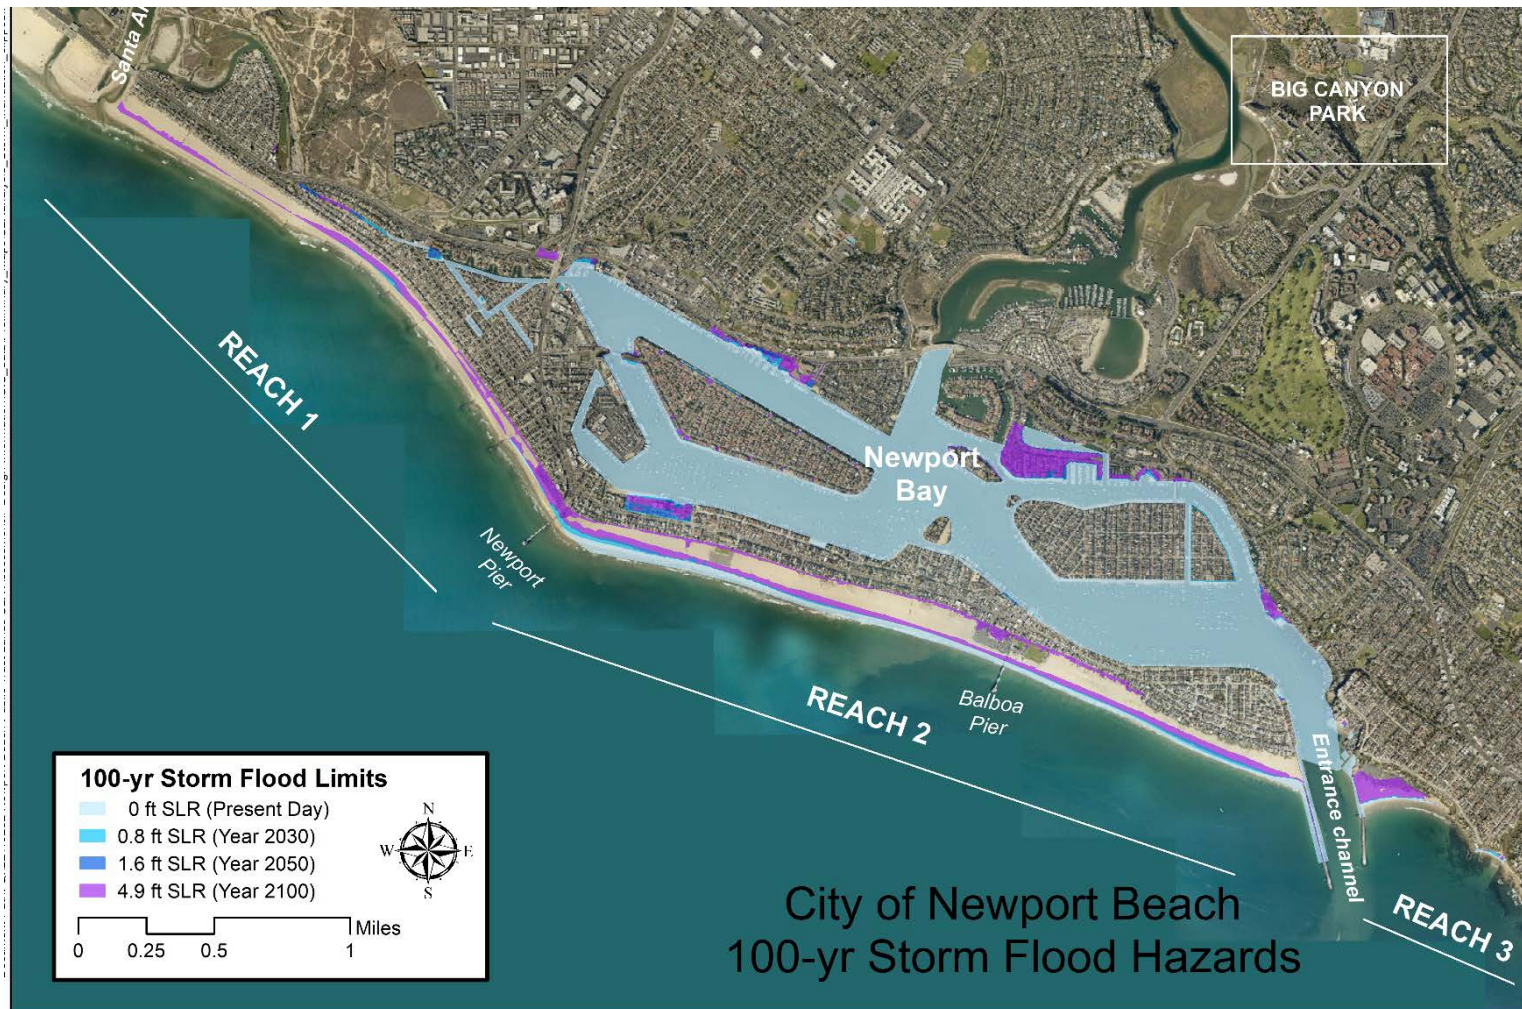 Santa A
BIG CANYON
PARK
REACH 1
Newport
Bay
Newport
Pier
REACH 2
Balboa
Pier
Entrance channel
REACH 3
100-yr Storm Flood Limits
0 ft SLR (Present Day)
0.8 ft SLR (Year 2030)
1.6 ft SLR (Year 2050)
4.9 ft SLR (Year 2100)
N
W E
S
Miles
0 0.25 0.5 1
City of Newport Beach
100-yr Storm Flood Hazards